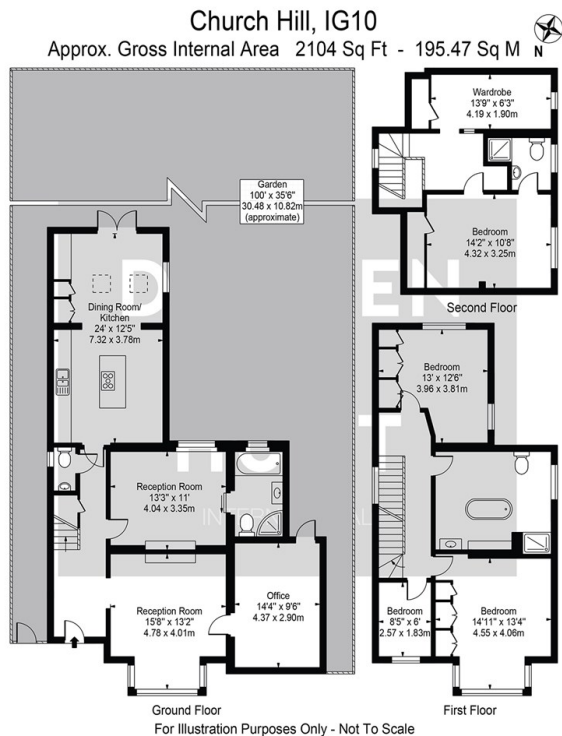 Church Hill, IG10
Approx. Gross Internal Area 2104 Sq Ft - 195.47 Sq M
N
Garden
100' x 35'6"
30.48 x 10.82m
(approximate)
Dining Room/
Kitchen
24' x 12'5"
7.32 x 3.78m
Reception Room
13'3" x 11'
4.04 x 3.35m
Reception Room
15'8" x 13'2"
4.78 x 4.01m
Office
14'4" x 9'6"
4.37 x 2.90m
Ground Floor
Wardrobe
13'9" x 6'3"
4.19 x 1.90m
Bedroom
14'2" x 10'8"
4.32 x 3.25m
Second Floor
Bedroom
13' x 12'6"
3.96 x 3.81m
Bedroom
8'5" x 6'
2.57 x 1.83m
Bedroom
14'11" x 13'4"
4.55 x 4.06m
First Floor
For Illustration Purposes Only - Not To Scale